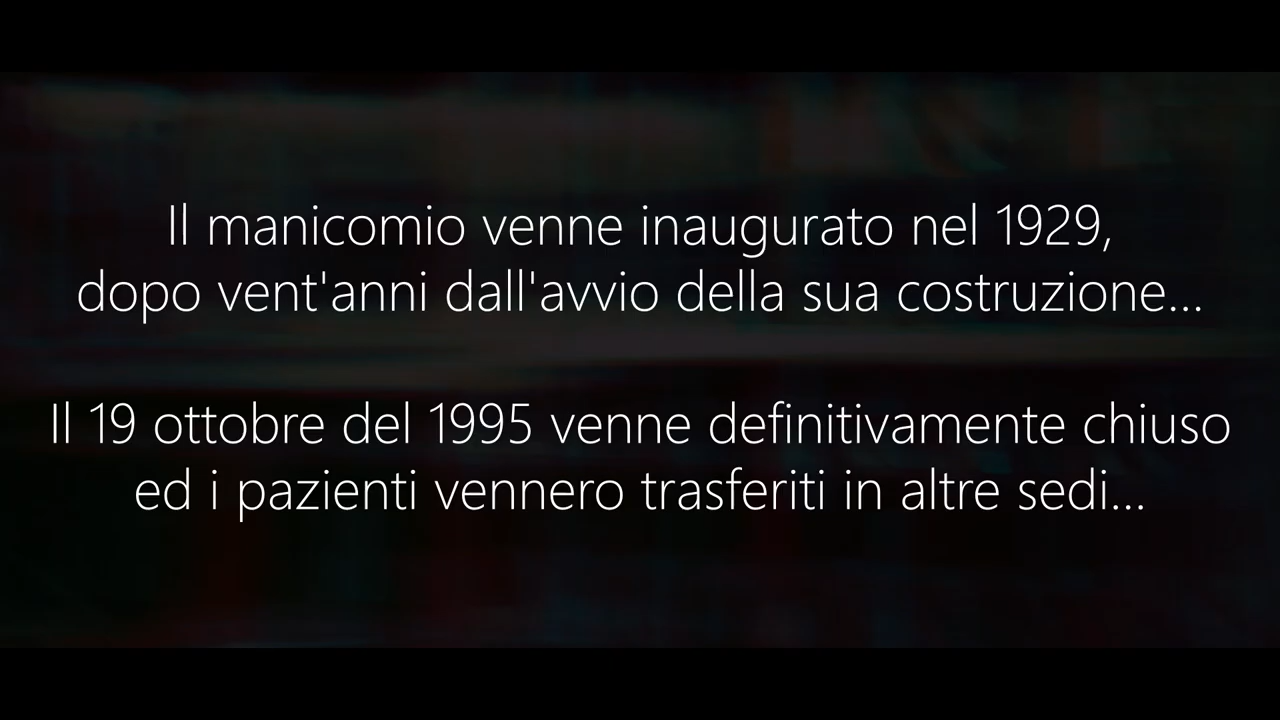 Il manicomio venne inaugurato nel 1929,
dopo vent'anni dall'avvio della sua costruzione...
Il 19 ottobre del 1995 venne definitivamente chiuso
ed i pazienti vennero trasferiti in altre sedi...